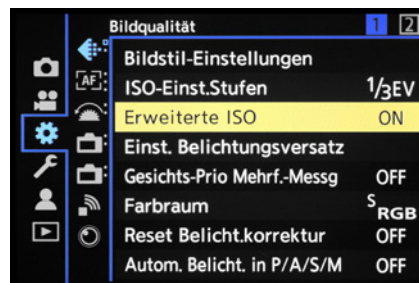 Bildqualität 1 2
Bildstil-Einstellungen
ISO-Einst.Stufen 1/3EV
Erweiterte ISO ON
Einst. Belichtungsversatz
Gesichts-Prio Mehrf.-Messg OFF
Farbraum sRGB
Reset Belicht.korrektur OFF
Autom. Belicht. in P/A/S/M OFF
AF